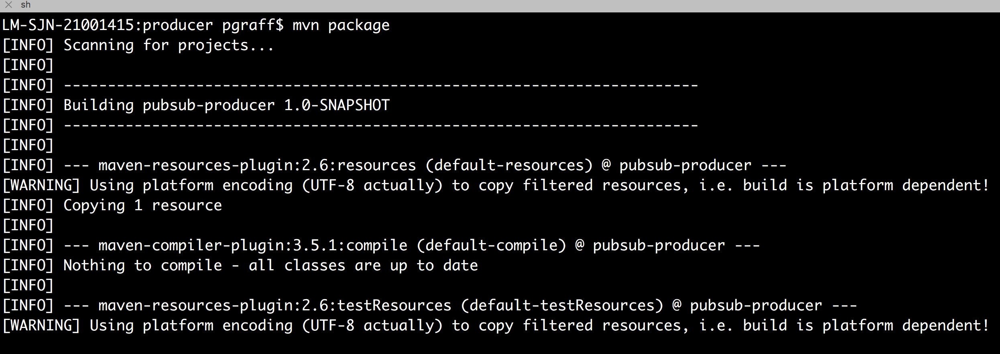 sh
LM-SJN-21001415:producer pgraff$ mvn package
[INFO] Scanning for projects...
[INFO]
[INFO] ------------------------------------------------------------------------
[INFO] Building pubsub-producer 1.0-SNAPSHOT
[INFO] ------------------------------------------------------------------------
[INFO]
[INFO] --- maven-resources-plugin:2.6:resources (default-resources) @ pubsub-producer ---
[WARNING] Using platform encoding (UTF-8 actually) to copy filtered resources, i.e. build is platform dependent!
[INFO] Copying 1 resource
[INFO]
[INFO] --- maven-compiler-plugin:3.5.1:compile (default-compile) @ pubsub-producer ---
[INFO] Nothing to compile - all classes are up to date
[INFO]
[INFO] --- maven-resources-plugin:2.6:testResources (default-testResources) @ pubsub-producer ---
[WARNING] Using platform encoding (UTF-8 actually) to copy filtered resources, i.e. build is platform dependent!